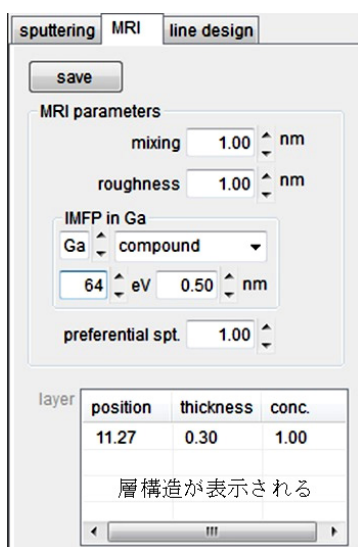 sputtering MRI line design
save
MRI parameters
mixing 1.00 nm
roughness 1.00 nm
IMFP in Ga
Ga compound
64 eV 0.50 nm
preferential spt. 1.00
layer
position thickness conc.
11.27 0.30 1.00
層構造が表示される